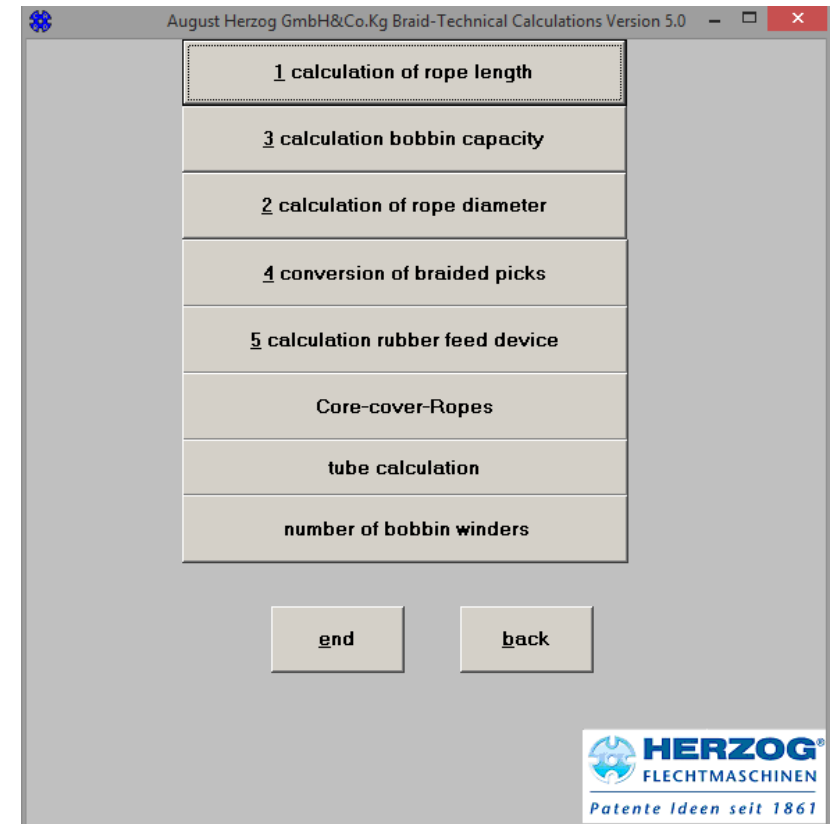 August Herzog GmbH&Co.Kg Braid-Technical Calculations Version 5.0
1 calculation of rope length
3 calculation bobbin capacity
2 calculation of rope diameter
4 conversion of braided picks
5 calculation rubber feed device
Core-cover-Ropes
tube calculation
number of bobbin winders
end back
HERZOG®
FLECHTMASCHINEN
Patente Ideen seit 1861